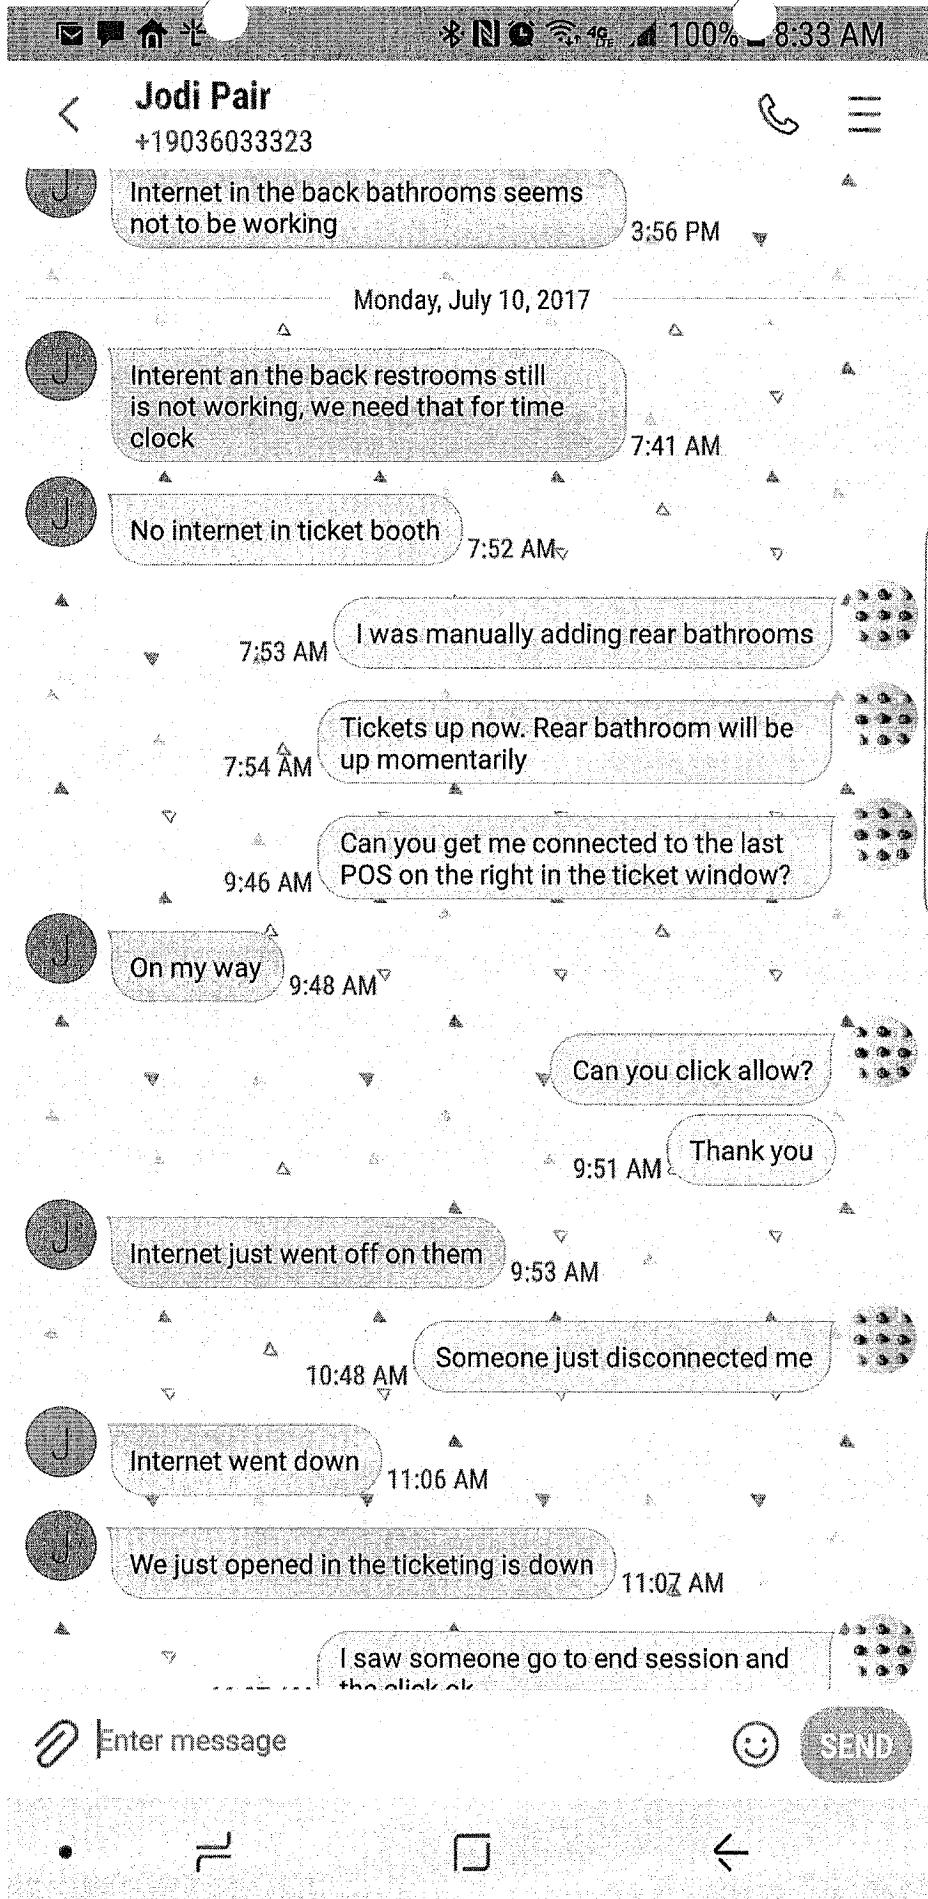 4G LTE 100% 8:33 AM
Jodi Pair
+19036033323
J
Internet in the back bathrooms seems
not to be working
3:56 PM
Monday, July 10, 2017
J
Interent an the back restrooms still
is not working, we need that for time
clock
7:41 AM
J
No internet in ticket booth
7:52 AM
I was manually adding rear bathrooms
7:53 AM
Tickets up now. Rear bathroom will be
up momentarily
7:54 AM
Can you get me connected to the last
POS on the right in the ticket window?
9:46 AM
J
On my way
9:48 AM
Can you click allow?
Thank you
9:51 AM
J
Internet just went off on them
9:53 AM
Someone just disconnected me
10:48 AM
J
Internet went down
11:06 AM
J
We just opened in the ticketing is down
11:07 AM
I saw someone go to end session and
the click ok
Enter message
SEND